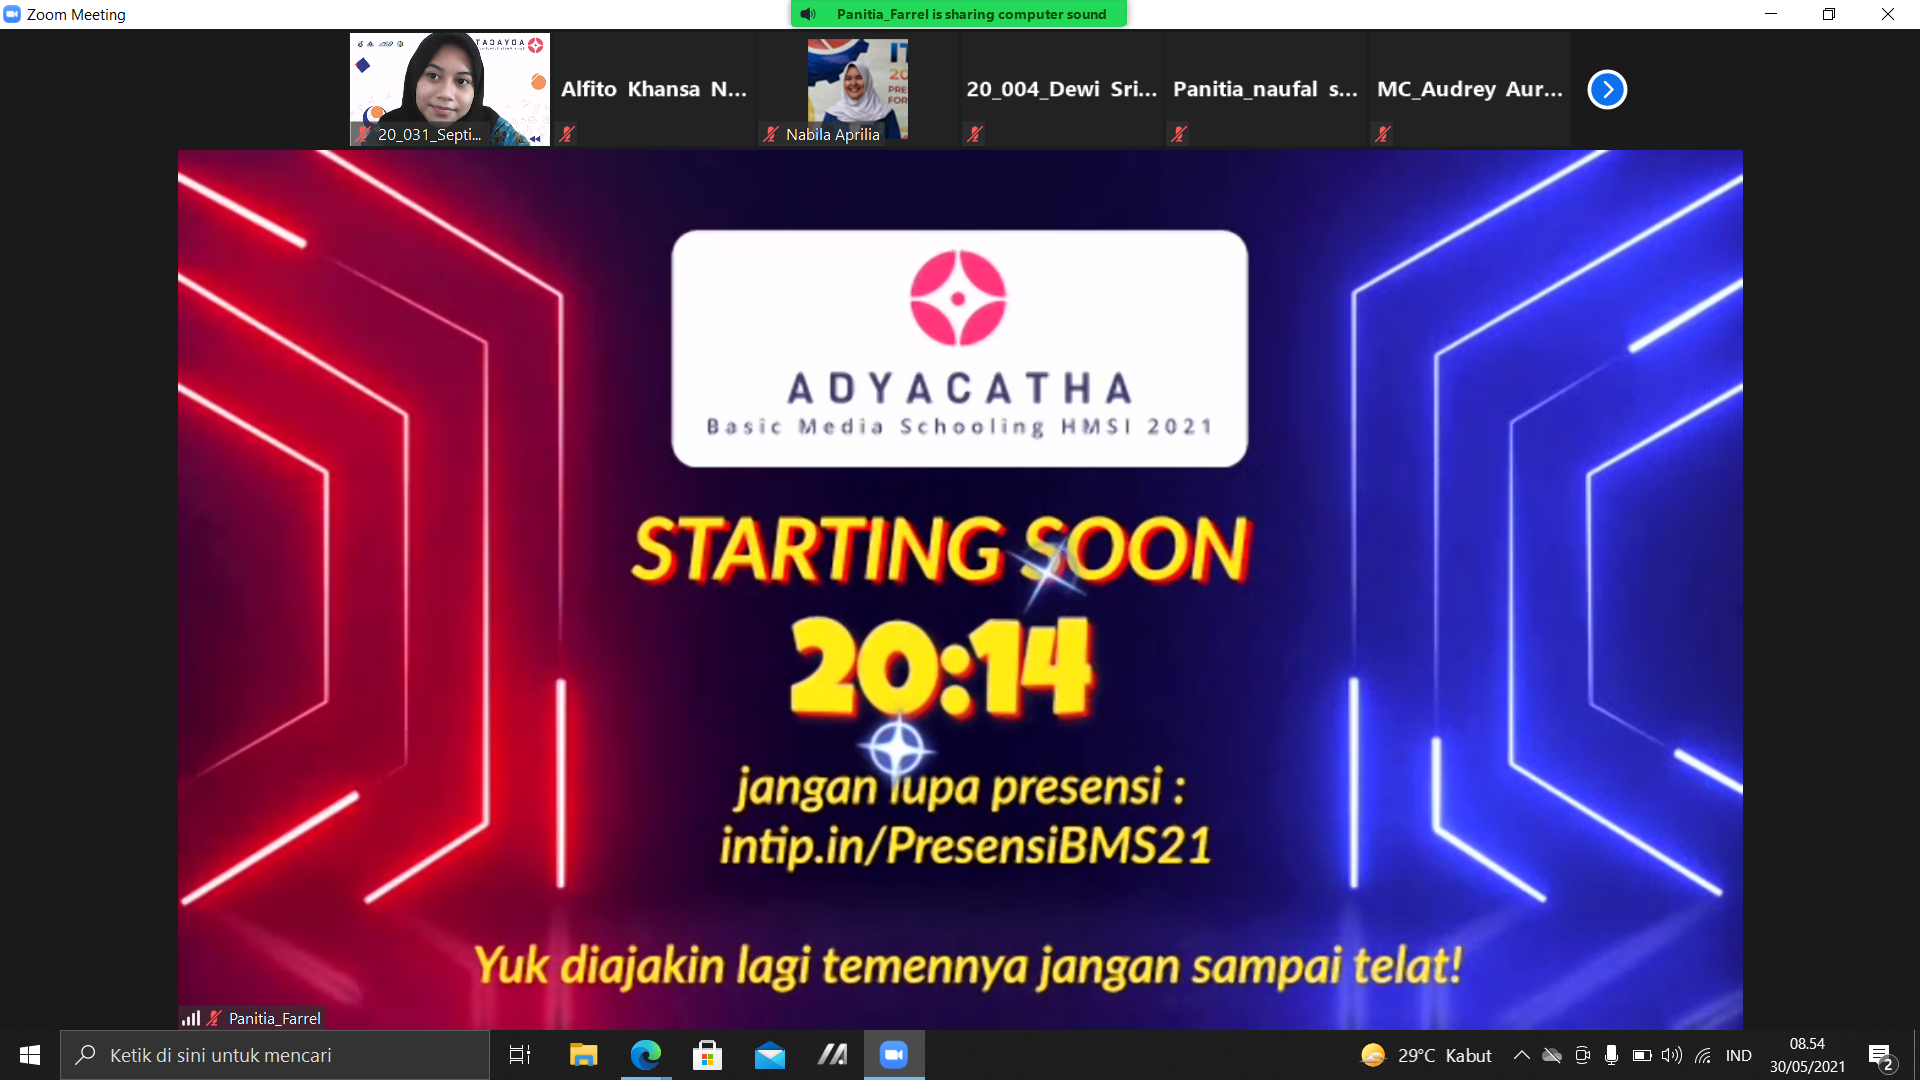 Zoom Meeting
Panitia_Farrel is sharing computer sound
20_031_Septi...
Alfito Khansa N...
Nabila Aprilia
20_004_Dewi Sri...
Panitia_naufal s...
MC_Audrey Aur...
ADYACATHA
Basic Media Schooling HMSI 2021
STARTING SOON
20:14
jangan lupa presensi :
intip.in/PresensiBMS21
Yuk diajakin lagi temennya jangan sampai telat!
Panitia_Farrel
Ketik di sini untuk mencari
29°C Kabut
IND
08.54
30/05/2021
2